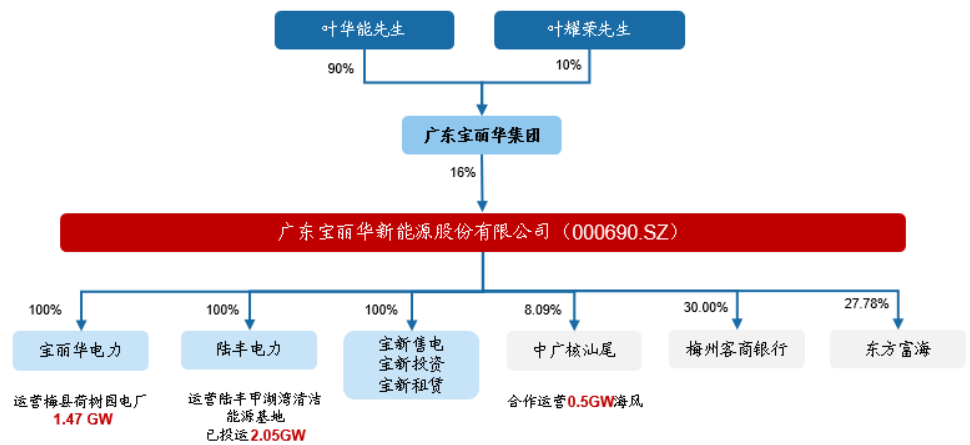 叶华能先生
叶耀荣先生
90%
10%
广东宝丽华集团
16%
广东宝丽华新能源股份有限公司（000690.SZ）
100%
100%
100%
8.09%
30.00%
27.78%
宝丽华电力
陆丰电力
宝新售电
宝新投资
宝新租赁
中广核汕尾
梅州客商银行
东方富海
运营梅县荷树园电厂
1.47 GW
运营陆丰甲湖湾清洁
能源基地
已投运2.05GW
合作运营0.5GW海风